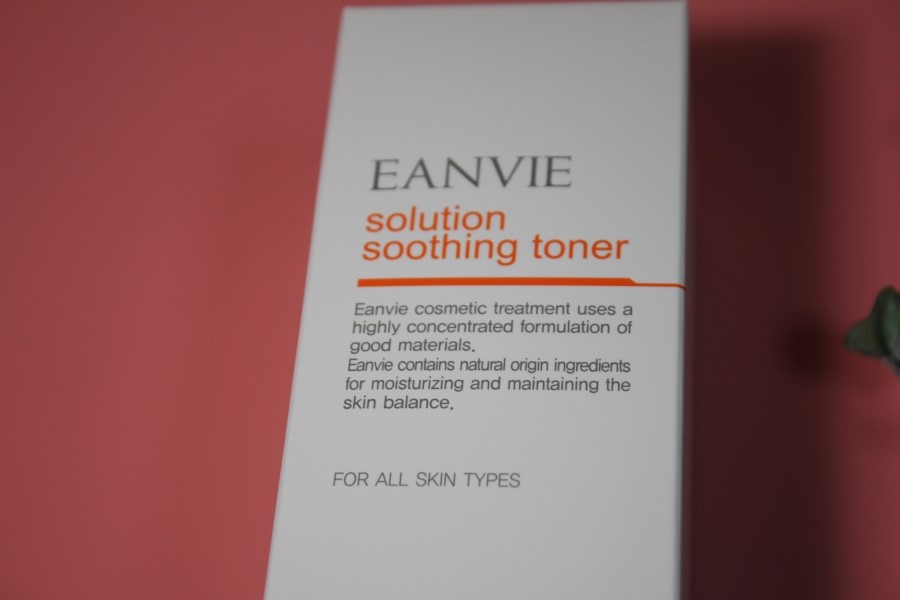 EANVIE
solution
soothing toner
Eanvie cosmetic treatment uses a
highly concentrated formulation of
good materials.
Eanvie contains natural origin ingredients
for moisturizing and maintaining the
skin balance.
FOR ALL SKIN TYPES